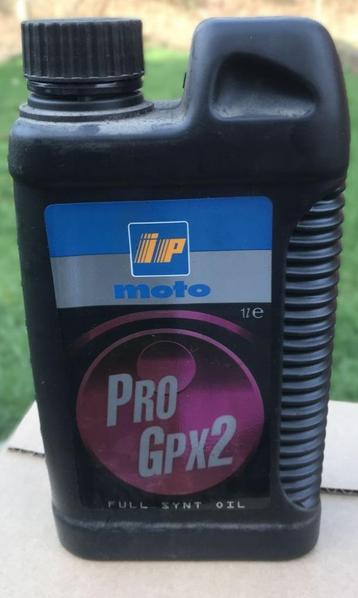 iP
moto
1l e
PRO
GPX2
FULL SYNT OIL